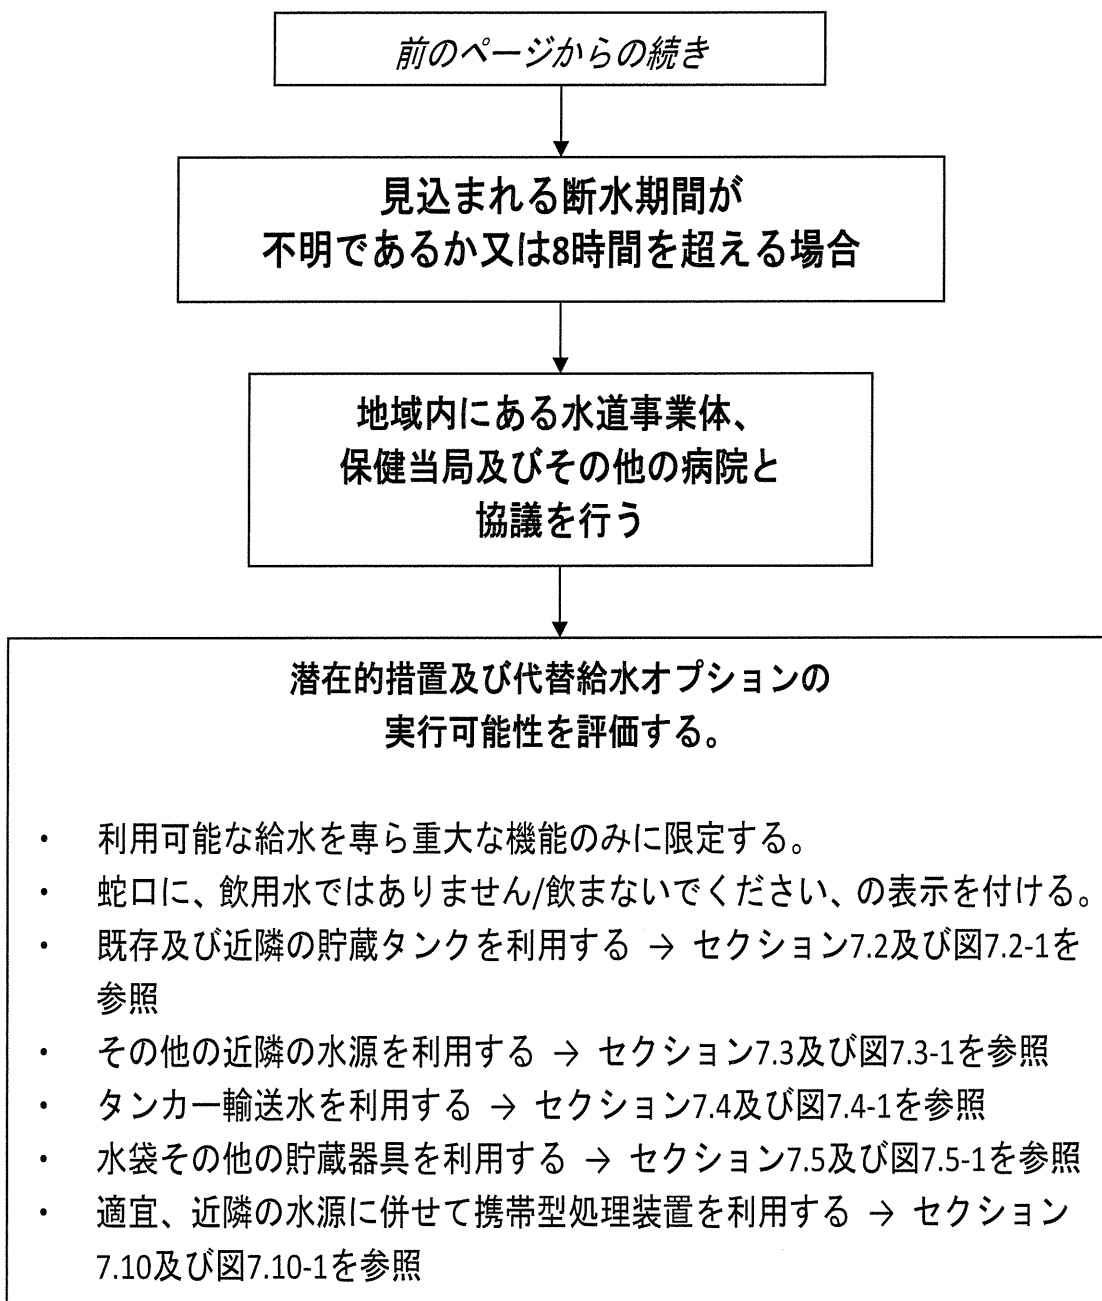 前のページからの続き
見込まれる断水期間が
不明であるか又は8時間を超える場合
地域内にある水道事業体、
保健当局及びその他の病院と
協議を行う
潜在的措置及び代替給水オプションの
実行可能性を評価する。
・ 利用可能な給水を専ら重大な機能のみに限定する。
・ 蛇口に、飲用水ではありません/飲まないでください、の表示を付ける。
・ 既存及び近隣の貯蔵タンクを利用する → セクション7.2及び図7.2-1を
参照
・ その他の近隣の水源を利用する → セクション7.3及び図7.3-1を参照
・ タンカー輸送水を利用する → セクション7.4及び図7.4-1を参照
・ 水袋その他の貯蔵器具を利用する → セクション7.5及び図7.5-1を参照
・ 適宜、近隣の水源に併せて携帯型処理装置を利用する → セクション
7.10及び図7.10-1を参照